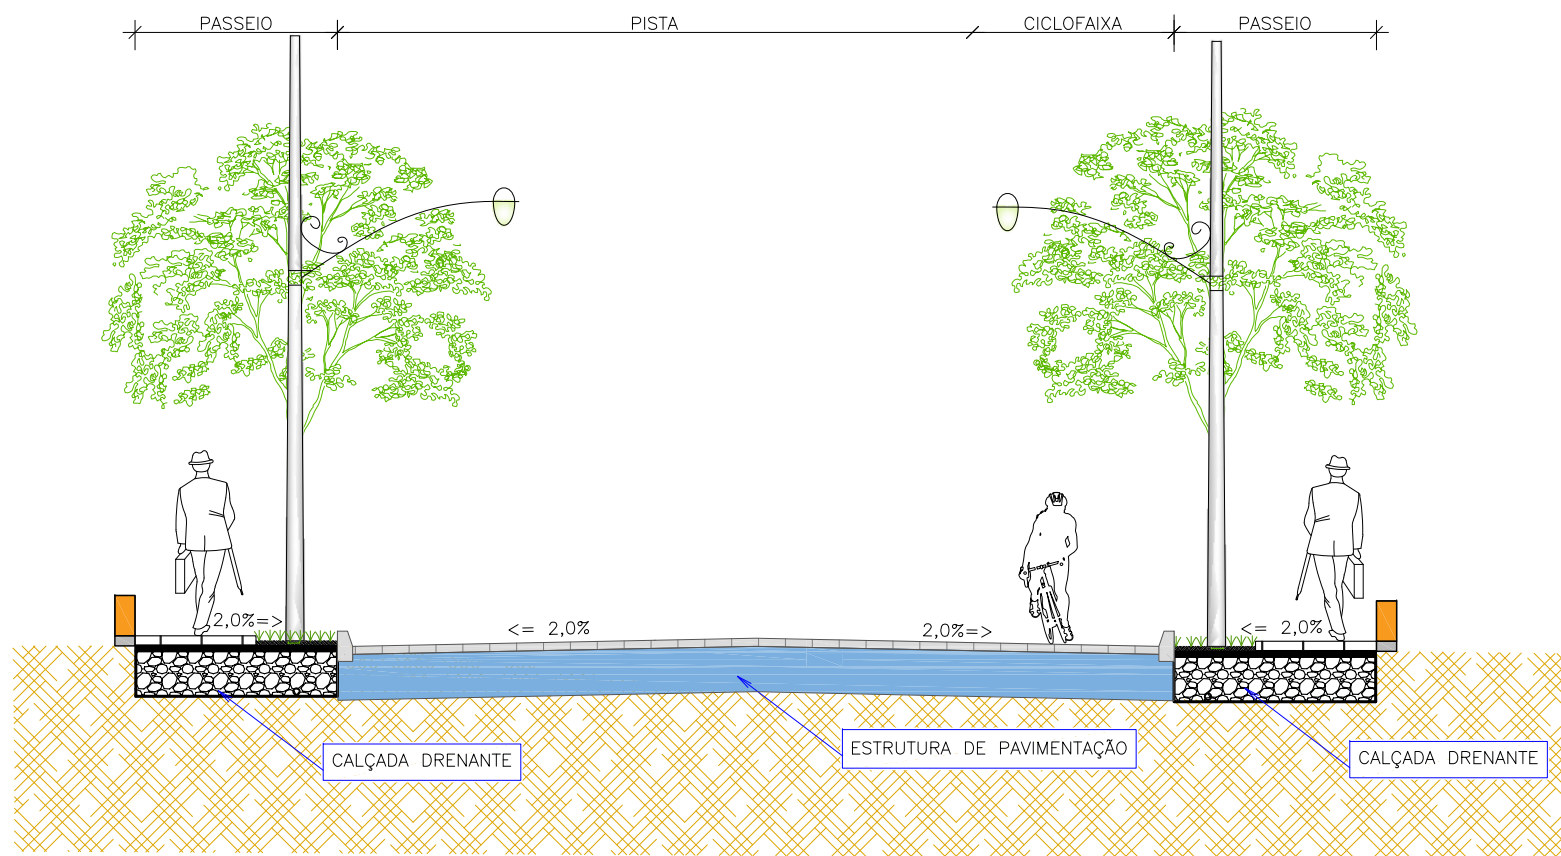 PASSEIO
PISTA
CICLOFAIXA
PASSEIO
2,0%=>
<= 2,0%
2,0%=>
<= 2,0%
CALÇADA DRENANTE
ESTRUTURA DE PAVIMENTAÇÃO
CALÇADA DRENANTE